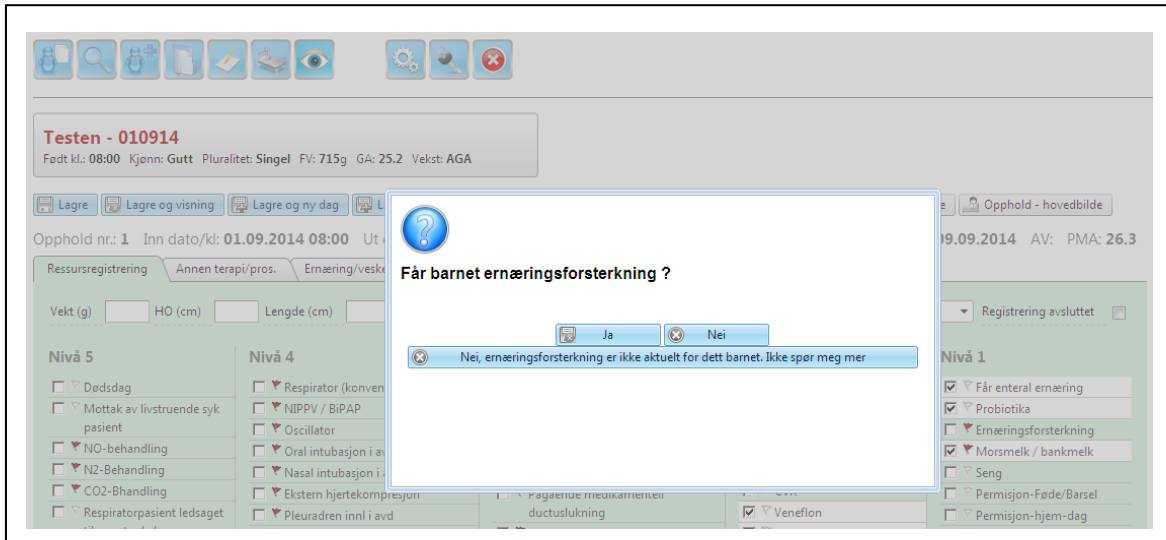 Testen - 010914
Født kl.: 08:00 Kjønn: Gutt Pluralitet: Singel FV: 715g GA: 25.2 Vekst: AGA
Lagre Lagre og visning Lagre og ny dag Opphold - hovedbilde
Opphold nr.: 1 Inn dato/kl: 01.09.2014 08:00 Ut 09.09.2014 AV: PMA: 26.3
Ressursregistrering Annen terapi/pros. Ernæring/veske
Får barnet ernæringsforsterkning ?
Ja Nei
Nei, ernæringsforsterkning er ikke aktuelt for dett barnet. Ikke spør meg mer
Vekt (g) HO (cm) Lengde (cm) Registrering avsluttet
Nivå 5
Dødsdag
Mottak av livstruende syk
pasient
NO-behandling
N2-Behandling
CO2-Bhandling
Respiratorpasient ledsaget
Nivå 4
Respirator (konven
NIPPV / BiPAP
Oscillator
Oral intubasjon i av
Nasal intubasjon i
Ekstern hjertekompresjon
Pleuradren innl i avd
Pågående medikamentell
ductuslukning
Veneflon
Nivå 1
Får enteral ernæring
Probiotika
Ernæringsforsterkning
Morsmelk / bankmelk
Seng
Permisjon-Føde/Barsel
Permisjon-hjem-dag